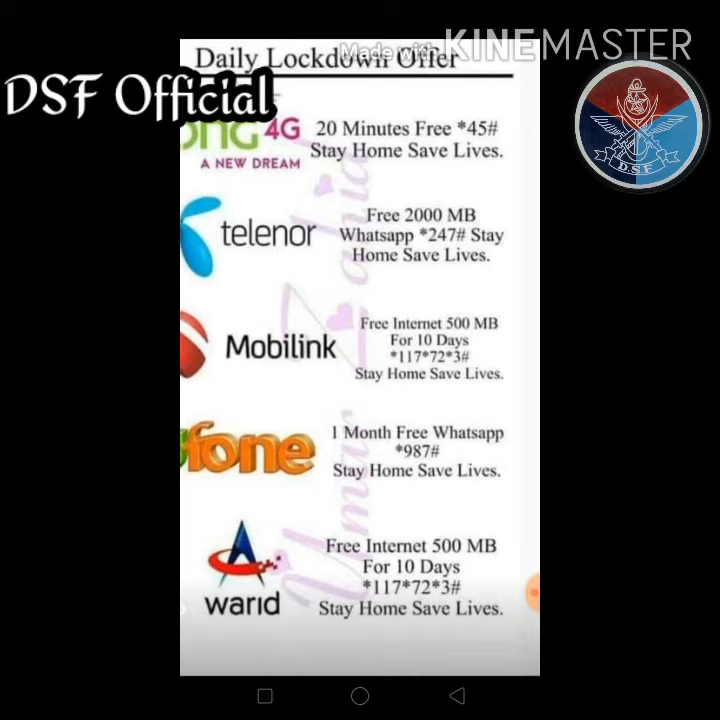 Made with KINEMASTER
Daily Lockdown Offer
DSF Official
4G
A NEW DREAM
20 Minutes Free *45#
Stay Home Save Lives.
D.S.F
telenor
Free 2000 MB
Whatsapp *247# Stay
Home Save Lives.
Mobilink
Free Internet 500 MB
For 10 Days
*117*72*3#
Stay Home Save Lives.
fone
1 Month Free Whatsapp
*987#
Stay Home Save Lives.
warid
Free Internet 500 MB
For 10 Days
*117*72*3#
Stay Home Save Lives.
Umar Zahid